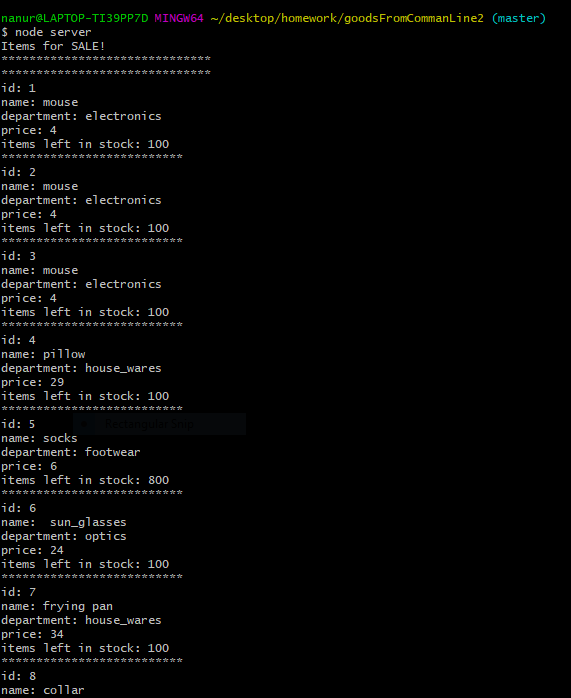 nanur@LAPTOP-TI39PP7D MINGW64 ~/desktop/homework/goodsFromCommanLine2 (master)
$ node server
Items for SALE!
******************************
******************************
id: 1
name: mouse
department: electronics
price: 4
items left in stock: 100
**************************
id: 2
name: mouse
department: electronics
price: 4
items left in stock: 100
**************************
id: 3
name: mouse
department: electronics
price: 4
items left in stock: 100
**************************
id: 4
name: pillow
department: house_wares
price: 29
items left in stock: 100
**************************
id: 5
Rectangular Snip
name: socks
department: footwear
price: 6
items left in stock: 800
**************************
id: 6
name:  sun_glasses
department: optics
price: 24
items left in stock: 100
**************************
id: 7
name: frying pan
department: house_wares
price: 34
items left in stock: 100
**************************
id: 8
name: collar